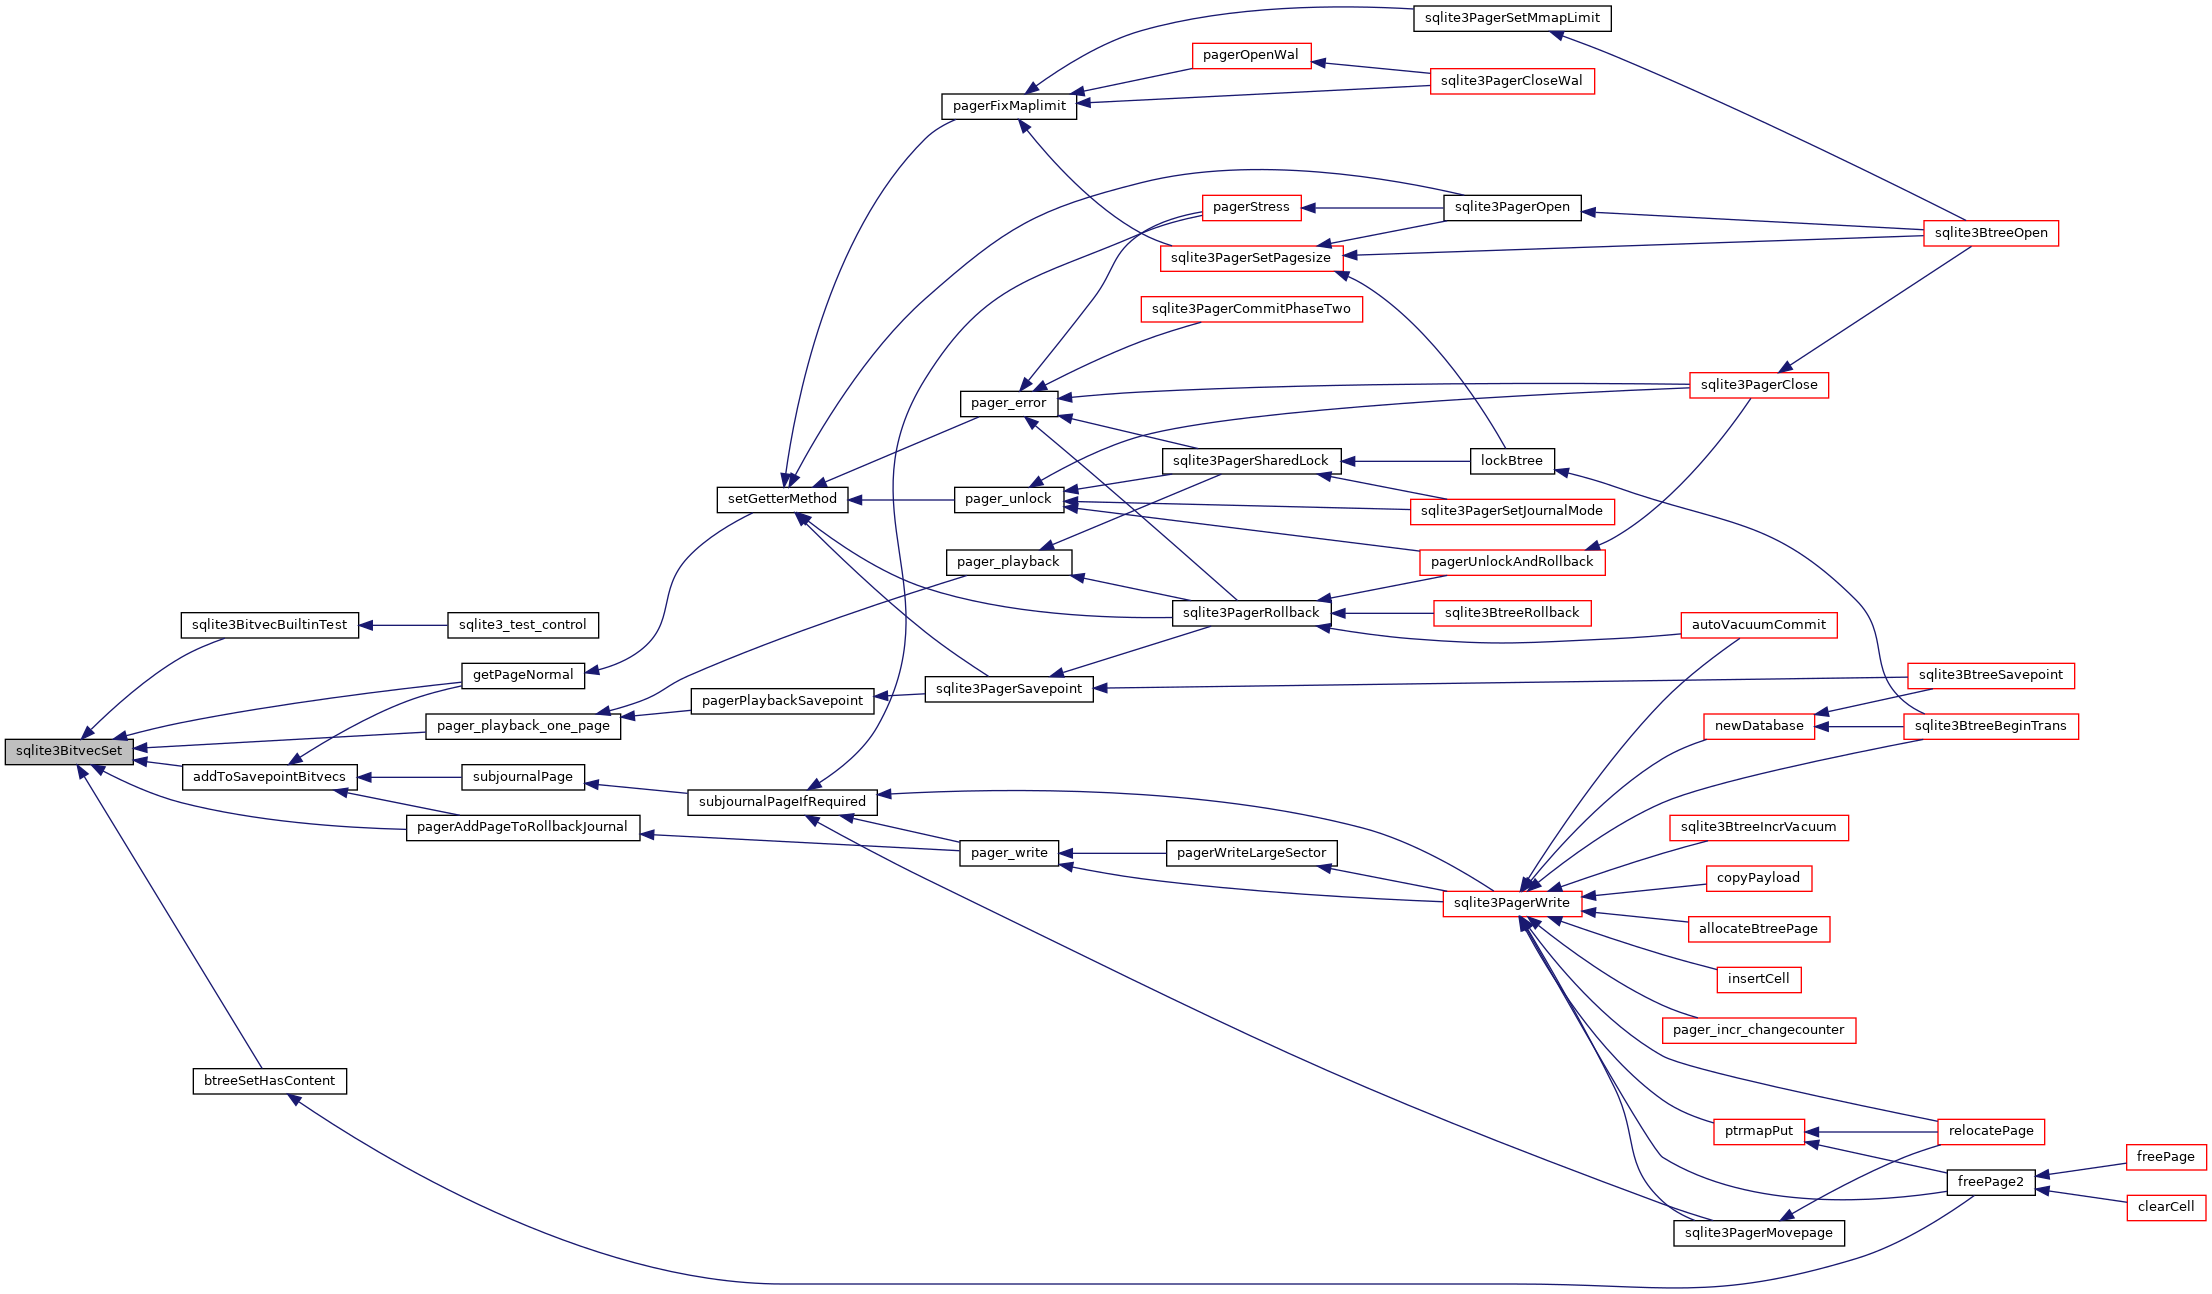 sqlite3PagerSetMmapLimit
pagerOpenWal
sqlite3PagerCloseWal
pagerFixMaplimit
pagerStress
sqlite3PagerOpen
sqlite3BtreeOpen
sqlite3PagerSetPagesize
sqlite3PagerCommitPhaseTwo
sqlite3PagerClose
pager_error
sqlite3PagerSharedLock
lockBtree
setGetterMethod
pager_unlock
sqlite3PagerSetJournalMode
pager_playback
pagerUnlockAndRollback
sqlite3PagerRollback
sqlite3BtreeRollback
sqlite3BitvecBuiltinTest
sqlite3_test_control
autoVacuumCommit
getPageNormal
sqlite3BtreeSavepoint
sqlite3PagerSavepoint
pagerPlaybackSavepoint
pager_playback_one_page
newDatabase
sqlite3BtreeBeginTrans
sqlite3BitvecSet
addToSavepointBitvecs
subjournalPage
subjournalPageIfRequired
pagerAddPageToRollbackJournal
sqlite3BtreeIncrVacuum
pager_write
pagerWriteLargeSector
copyPayload
sqlite3PagerWrite
allocateBtreePage
insertCell
pager_incr_changecounter
btreeSetHasContent
ptrmapPut
relocatePage
freePage
freePage2
clearCell
sqlite3PagerMovepage